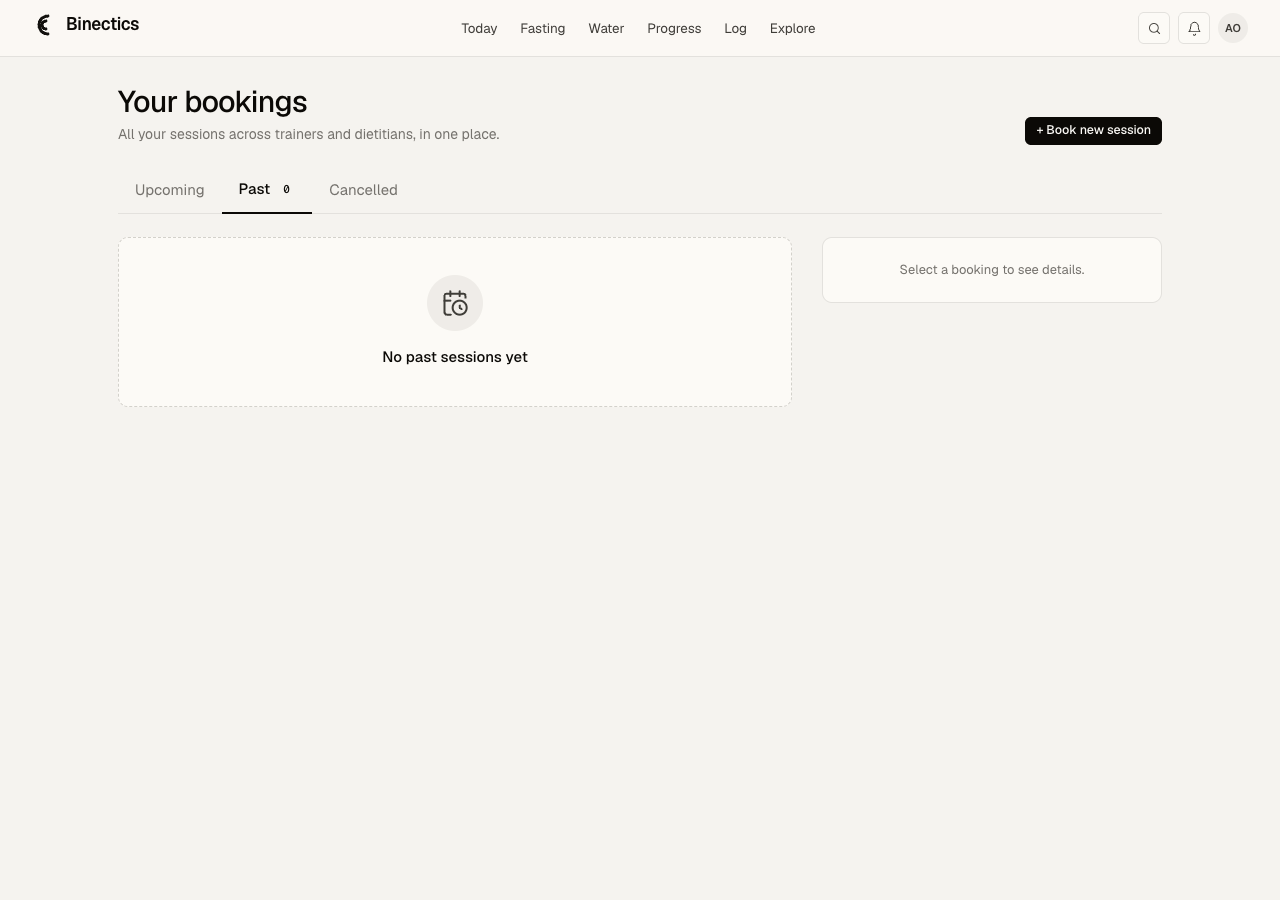 Binectics
Today Fasting Water Progress Log Explore
AO
Your bookings
All your sessions across trainers and dietitians, in one place.
+ Book new session
Upcoming Past 0 Cancelled
No past sessions yet
Select a booking to see details.